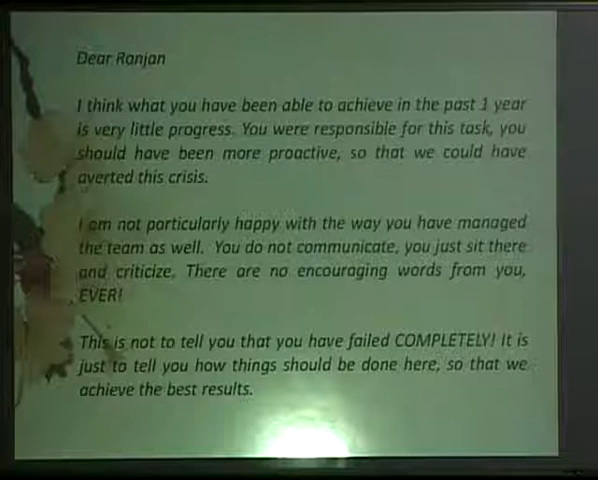 Dear Ranjan
I think what you have been able to achieve in the past 1 year
is very little progress. You were responsible for this task, you
should have been more proactive, so that we could have
averted this crisis.
I am not particularly happy with the way you have managed
the team as well. You do not communicate, you just sit there
and criticize. There are no encouraging words from you,
EVER!
This is not to tell you that you have failed COMPLETELY! It is
just to tell you how things should be done here, so that we
achieve the best results.